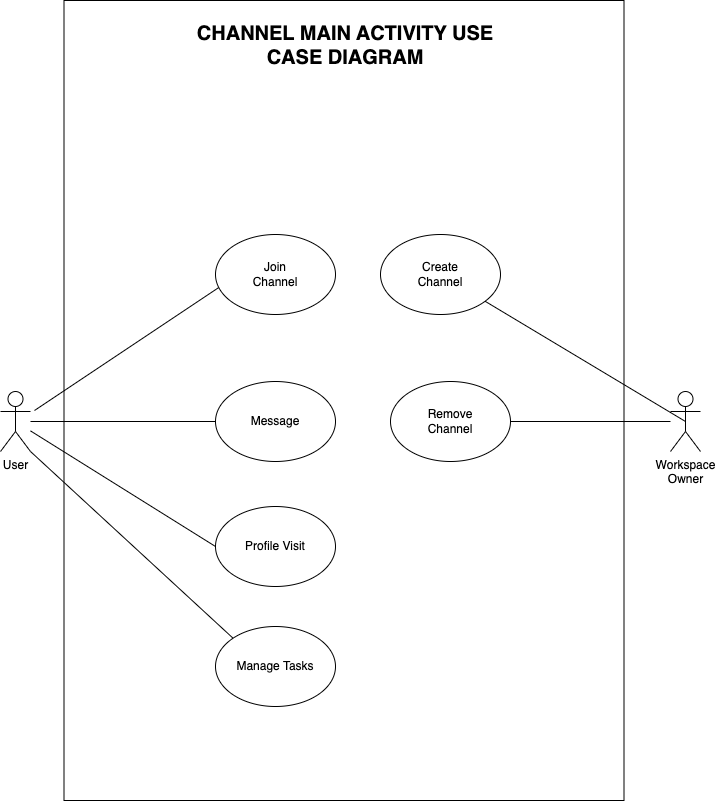 CHANNEL MAIN ACTIVITY USE
CASE DIAGRAM
Join
Channel
Create
Channel
Message
Remove
Channel
User
Workspace
Owner
Profile Visit
Manage Tasks